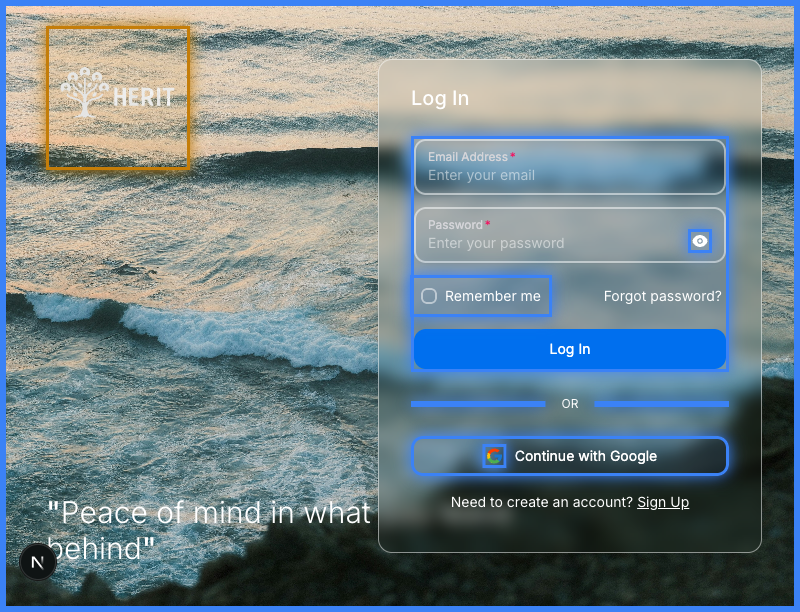 HERIT
Log In
Email Address*
Enter your email
Password*
Enter your password
Remember me
Forgot password?
Log In
OR
Continue with Google
Need to create an account? Sign Up
"Peace of mind in what
behind"
N